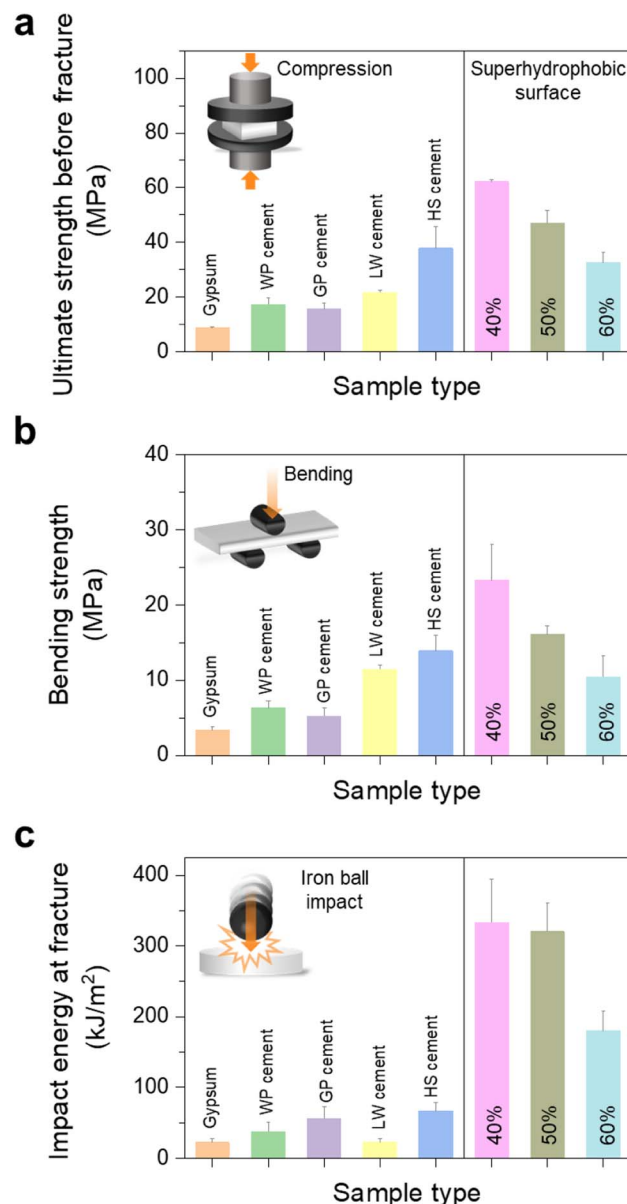 a
Compression
Superhydrophobic
surface
Ultimate strength before fracture
(MPa)
100
80
60
40
20
0
Gypsum
WP cement
GP cement
LW cement
HS cement
40%
50%
60%
Sample type
b
Bending
Bending strength
(MPa)
40
30
20
10
0
Gypsum
WP cement
GP cement
LW cement
HS cement
40%
50%
60%
Sample type
c
Iron ball
impact
Impact energy at fracture
(kJ/m²)
400
300
200
100
0
Gypsum
WP cement
GP cement
LW cement
HS cement
40%
50%
60%
Sample type